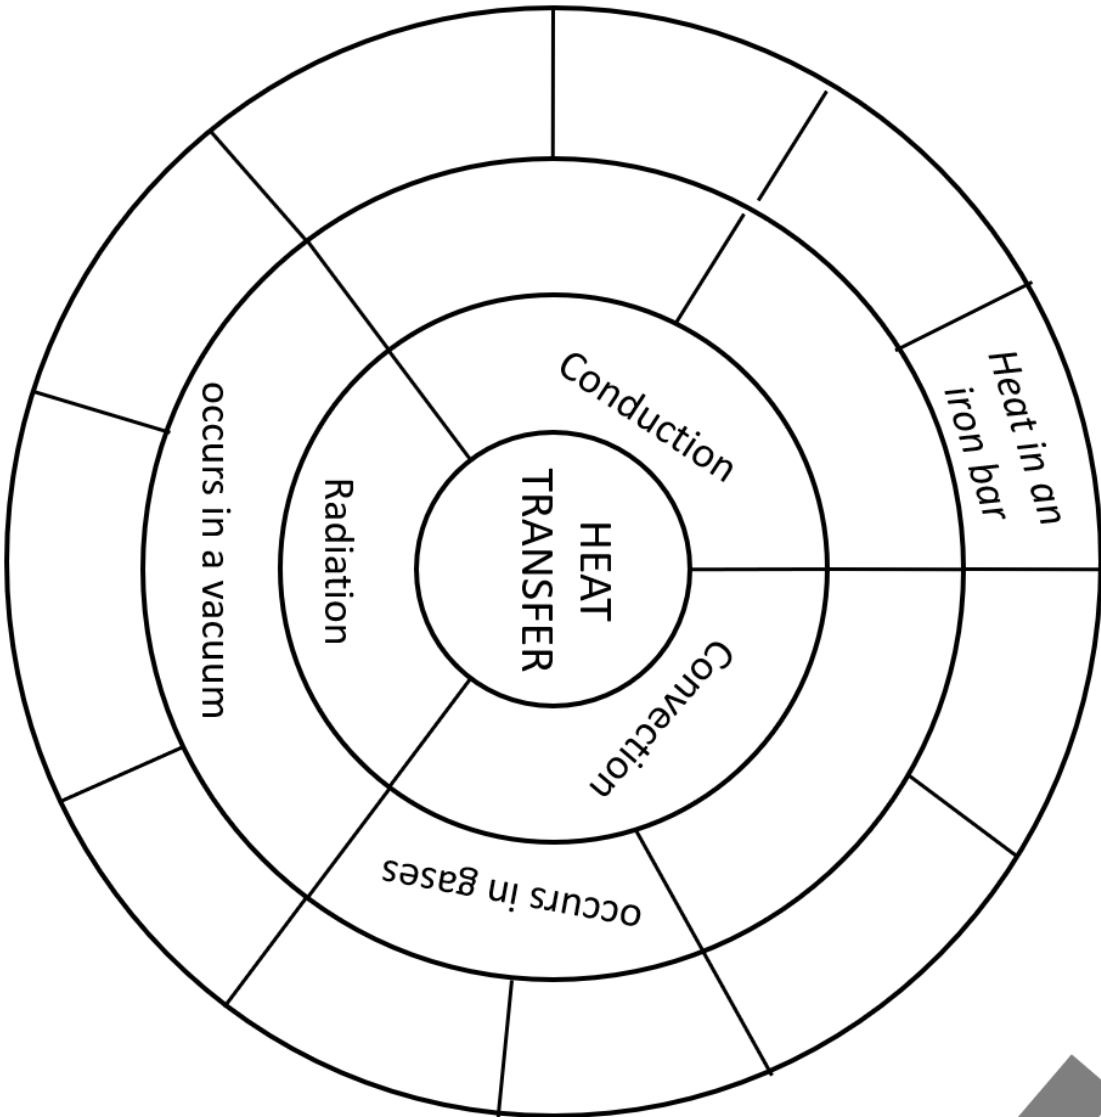 HEAT
TRANSFER
Conduction
Convection
Radiation
occurs in gases
occurs in a vacuum
Heat in an
iron bar